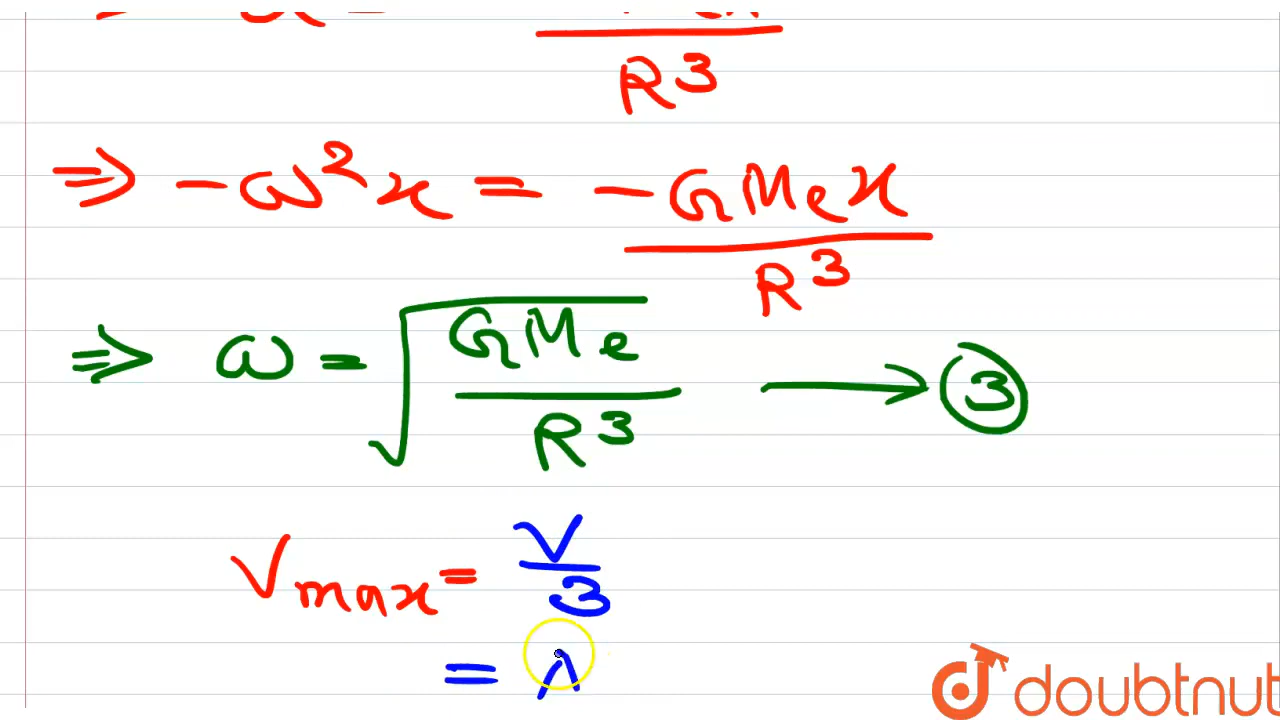 R³
⇒ -ω²x = -GMₑx / R³
⇒ ω = √(GMₑ / R³) → ③
Vmax = V / 3
= A
doubtnut